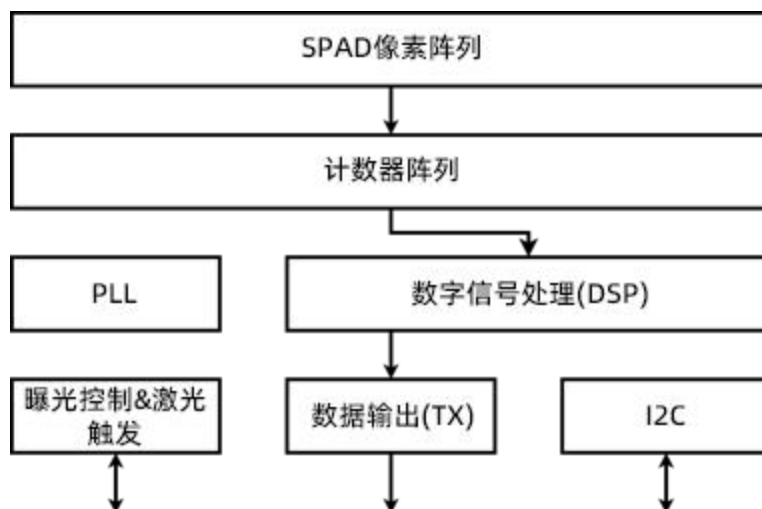 SPAD像素阵列
计数器阵列
PLL
数字信号处理(DSP)
曝光控制&激光
触发
数据输出(TX)
I2C